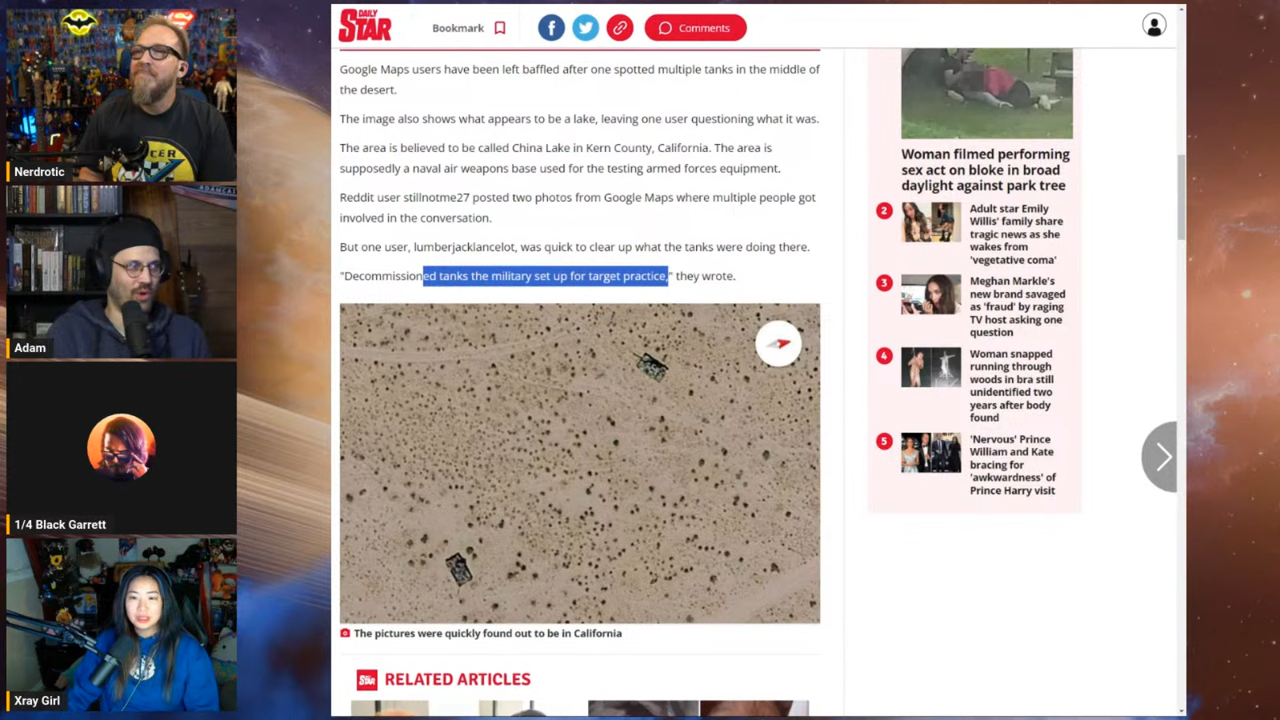 Nerdrotic
Adam
1/4 Black Garrett
Xray Girl
DAILY
STAR
Bookmark
Comments
Google Maps users have been left baffled after one spotted multiple tanks in the middle of
the desert.
The image also shows what appears to be a lake, leaving one user questioning what it was.
The area is believed to be called China Lake in Kern County, California. The area is
supposedly a naval air weapons base used for the testing armed forces equipment.
Reddit user stillnotme27 posted two photos from Google Maps where multiple people got
involved in the conversation.
But one user, lumberjacklancelot, was quick to clear up what the tanks were doing there.
"Decommissioned tanks the military set up for target practice," they wrote.
The pictures were quickly found out to be in California
STAR
RELATED ARTICLES
Woman filmed performing
sex act on bloke in broad
daylight against park tree
2
Adult star Emily
Willis' family share
tragic news as she
wakes from
'vegetative coma'
3
Meghan Markle's
new brand savaged
as 'fraud' by raging
TV host asking one
question
4
Woman snapped
running through
woods in bra still
unidentified two
years after body
found
5
'Nervous' Prince
William and Kate
bracing for
'awkwardness' of
Prince Harry visit